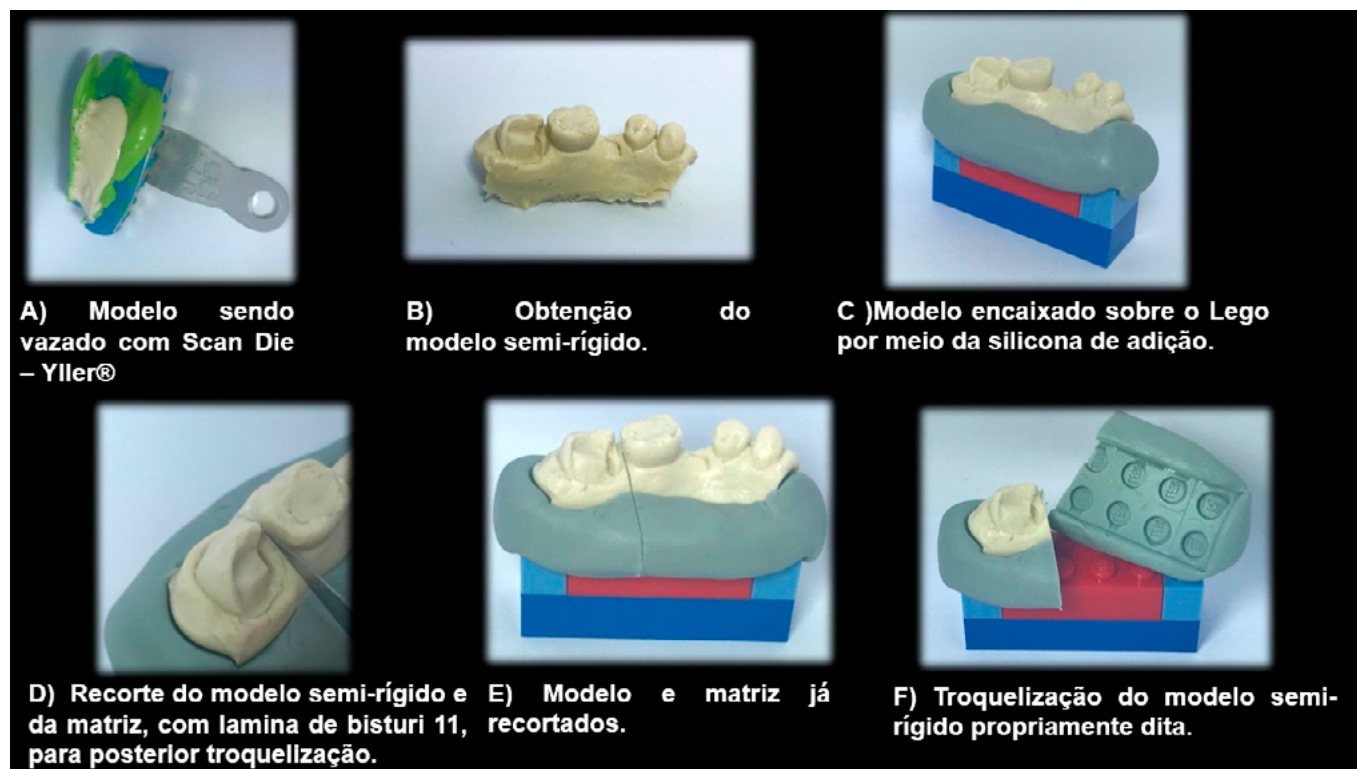 A) Modelo sendo
vazado com Scan Die
– Yller®
B) Obtenção do
modelo semi-rígido.
C )Modelo encaixado sobre o Lego
por meio da silicona de adição.
D) Recorte do modelo semi-rígido e
da matriz, com lamina de bisturi 11,
para posterior troquelização.
E) Modelo e matriz já
recortados.
F) Troquelização do modelo semi-
rígido propriamente dita.